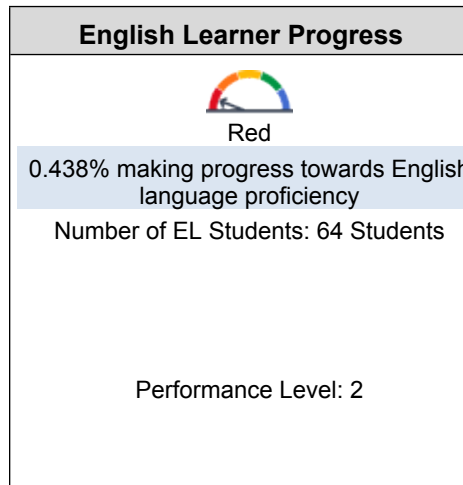 English Learner Progress
Red
0.438% making progress towards English
language proficiency
Number of EL Students: 64 Students
Performance Level: 2